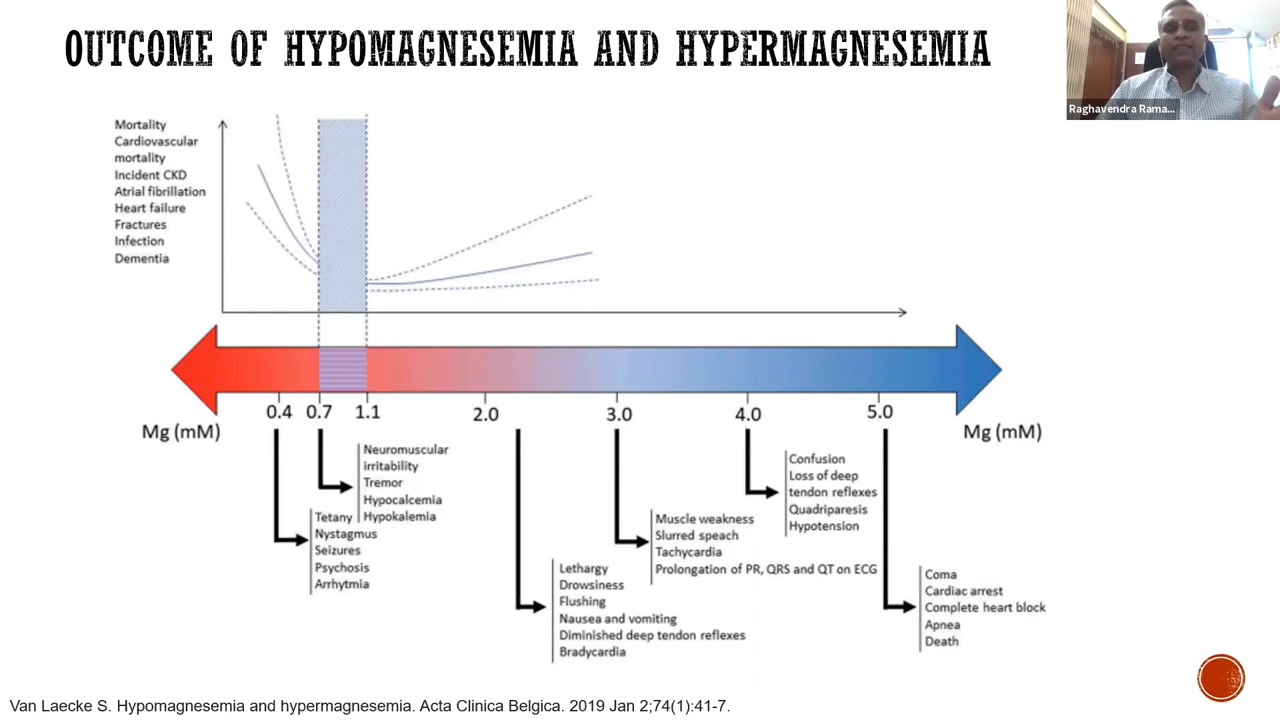 OUTCOME OF HYPOMAGNESEMIA AND HYPERMAGNESEMIA
Raghavendra Rama...
Mortality
Cardiovascular
mortality
Incident CKD
Atrial fibrillation
Heart failure
Fractures
Infection
Dementia
0.4 0.7 1.1 2.0 3.0 4.0 5.0
Mg (mM) Mg (mM)
Neuromuscular
irritability
Tremor
Hypocalcemia
Hypokalemia
Tetany
Nystagmus
Seizures
Psychosis
Arrhytmia
Lethargy
Drowsiness
Flushing
Nausea and vomiting
Diminished deep tendon reflexes
Bradycardia
Muscle weakness
Slurred speach
Tachycardia
Prolongation of PR, QRS and QT on ECG
Confusion
Loss of deep
tendon reflexes
Quadriparesis
Hypotension
Coma
Cardiac arrest
Complete heart block
Apnea
Death
Van Laecke S. Hypomagnesemia and hypermagnesemia. Acta Clinica Belgica. 2019 Jan 2;74(1):41-7.